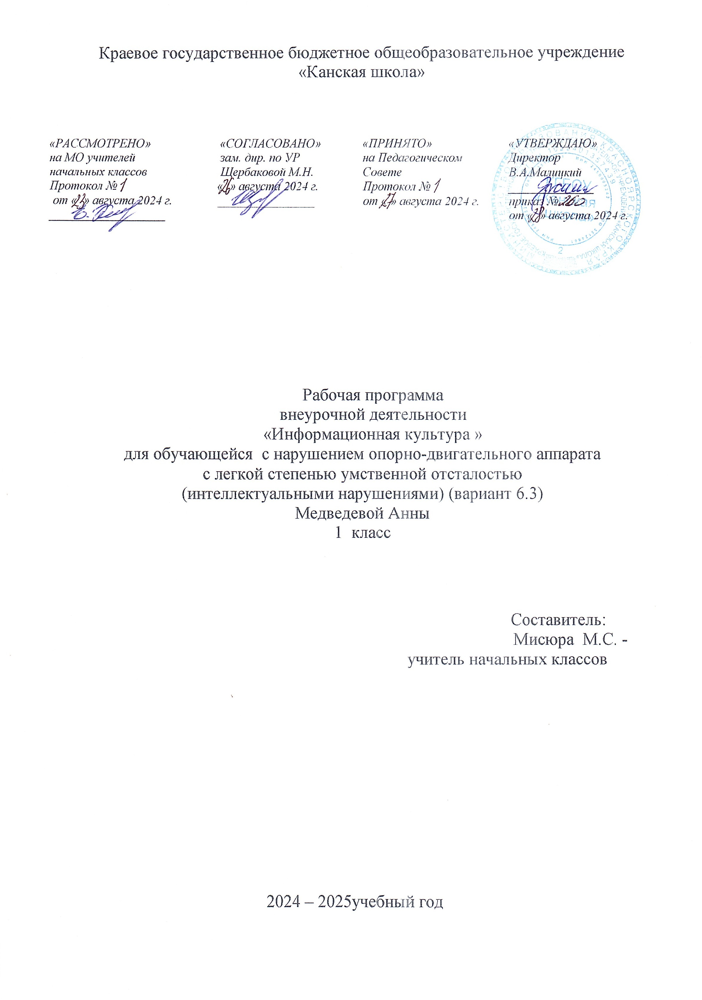 Краевое государственное бюджетное общеобразовательное учреждение
«Канская школа»
«РАССМОТРЕНО»
на МО учителей
начальных классов
Протокол № 1
от «22» августа 2024 г.
«СОГЛАСОВАНО»
зам. дир. по УР
Щербаковой М.Н.
«26» августа 2024 г.
«ПРИНЯТО»
на Педагогическом
Совете
Протокол № 1
от «27» августа 2024 г.
«УТВЕРЖДАЮ»
Директор
В.А.Малицкий
приказ № 260
от «28» августа 2024 г.
Рабочая программа
внеурочной деятельности
«Информационная культура »
для обучающейся с нарушением опорно-двигательного аппарата
с легкой степенью умственной отсталостью
(интеллектуальными нарушениями) (вариант 6.3)
Медведевой Анны
1 класс
Составитель:
Мисюра М.С. -
учитель начальных классов
2024 – 2025учебный год